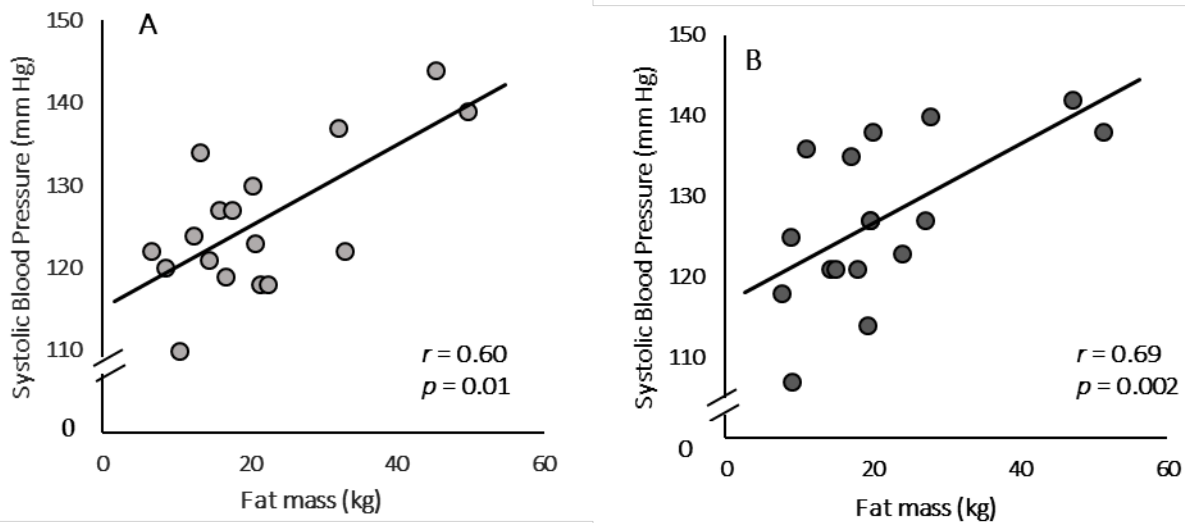 A
Systolic Blood Pressure (mm Hg)
150
140
130
120
110
0
r = 0.60
p = 0.01
0 20 40 60
Fat mass (kg)
B
Systolic Blood Pressure (mm Hg)
150
140
130
120
110
0
r = 0.69
p = 0.002
0 20 40 60
Fat mass (kg)